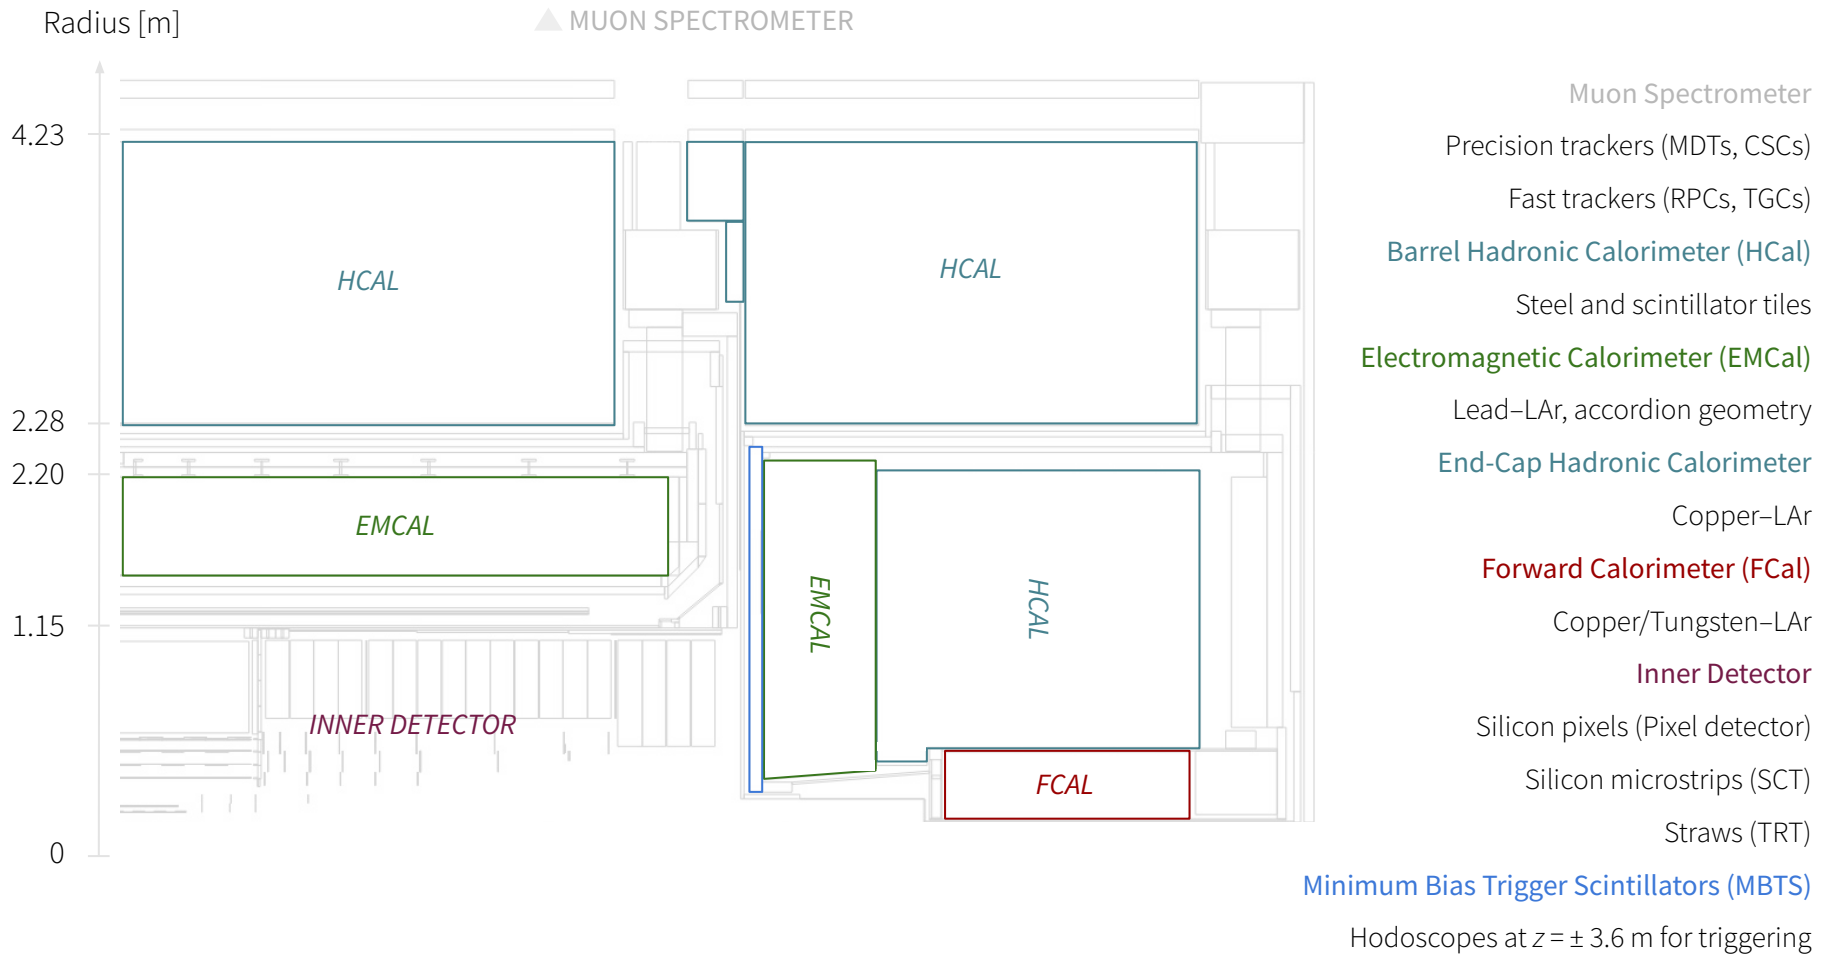 Radius [m]
MUON SPECTROMETER
4.23
2.28
2.20
1.15
0
HCAL
HCAL
EMCAL
EMCAL
HCAL
INNER DETECTOR
FCAL
Muon Spectrometer
Precision trackers (MDTs, CSCs)
Fast trackers (RPCs, TGCs)
Barrel Hadronic Calorimeter (HCal)
Steel and scintillator tiles
Electromagnetic Calorimeter (EMCal)
Lead–LAr, accordion geometry
End-Cap Hadronic Calorimeter
Copper–LAr
Forward Calorimeter (FCal)
Copper/Tungsten–LAr
Inner Detector
Silicon pixels (Pixel detector)
Silicon microstrips (SCT)
Straws (TRT)
Minimum Bias Trigger Scintillators (MBTS)
Hodoscopes at z = ± 3.6 m for triggering